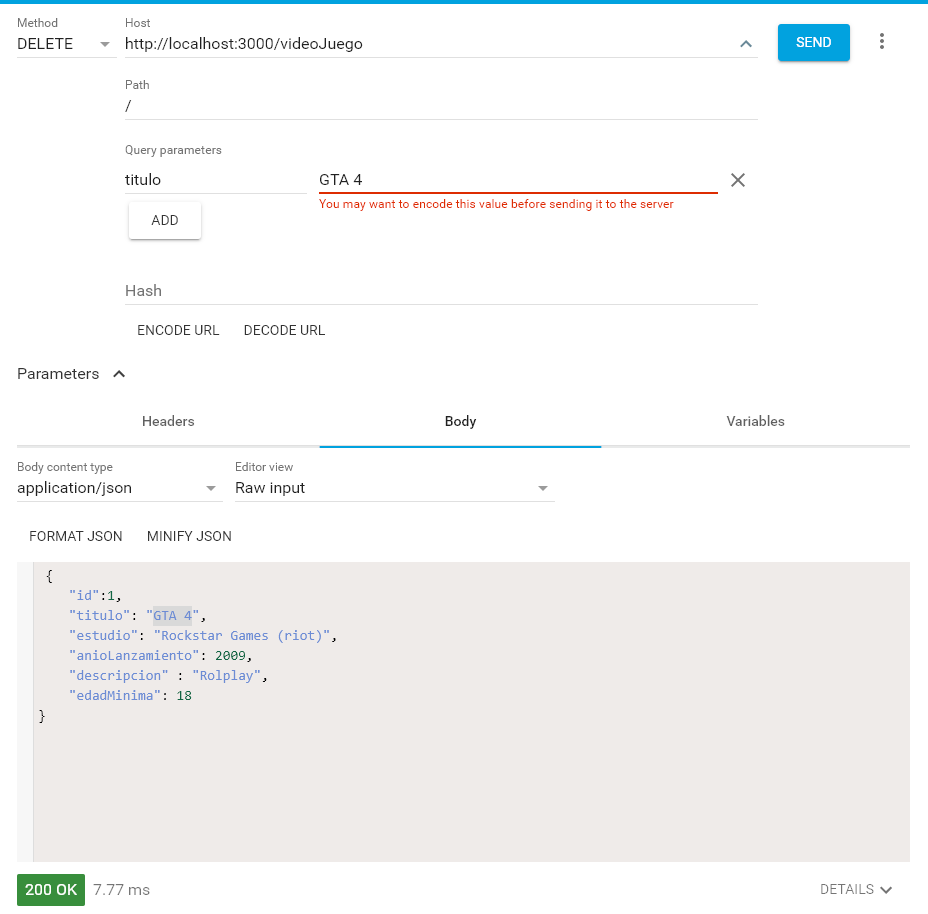 Method Host
DELETE http://localhost:3000/videoJuego SEND
Path
/
Query parameters
titulo GTA 4
You may want to encode this value before sending it to the server
ADD
Hash
ENCODE URL DECODE URL
Parameters
Headers Body Variables
Body content type Editor view
application/json Raw input
FORMAT JSON MINIFY JSON
{
"id":1,
"titulo": "GTA 4",
"estudio": "Rockstar Games (riot)",
"anioLanzamiento": 2009,
"descripcion" : "Rolplay",
"edadMinima": 18
}
200 OK 7.77 ms DETAILS